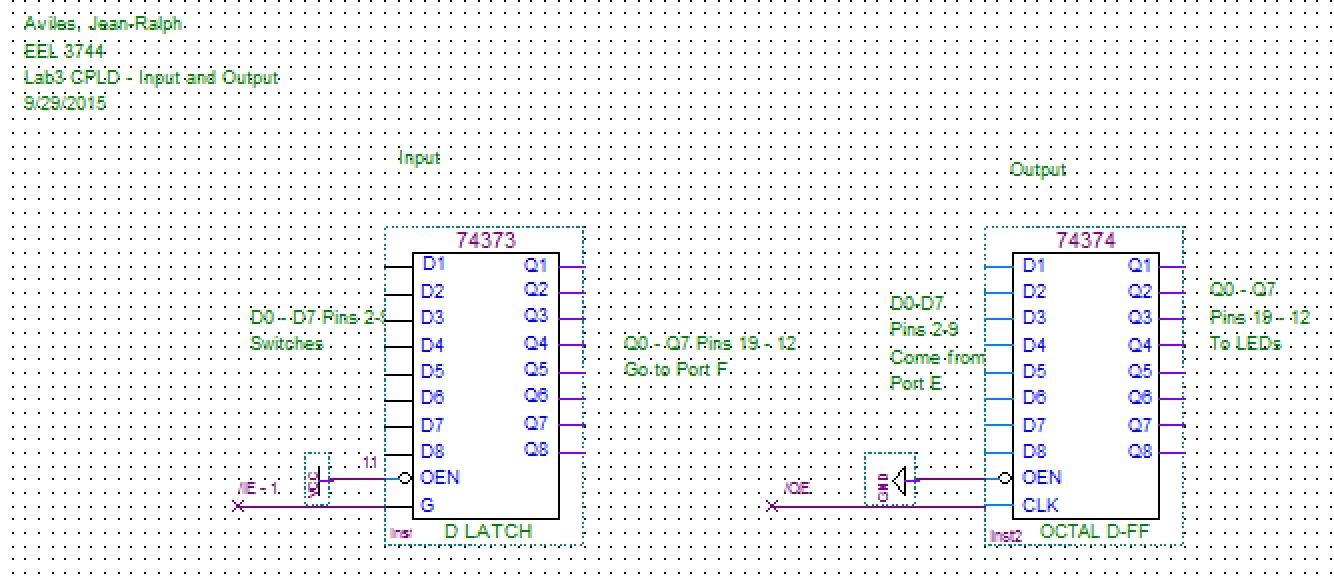 Aviles, Jean-Ralph
EEL 3744
Lab3 CPLD - Input and Output
9/29/2015
Input
Output
74373
D1 Q1
D2 Q2
D3 Q3
D4 Q4
D5 Q5
D6 Q6
D7 Q7
D8 Q8
OEN
G
D LATCH
inst
D0 - D7 Pins 2-9
Switches
Q0 - Q7 Pins 19 - 12
Go to Port F
VCC
11
/IE - 1
74374
D1 Q1
D2 Q2
D3 Q3
D4 Q4
D5 Q5
D6 Q6
D7 Q7
D8 Q8
OEN
CLK
OCTAL D-FF
inst2
D0-D7
Pins 2-9
Come from
Port E
Q0 - Q7
Pins 19 - 12
To LEDs
GND
/OE